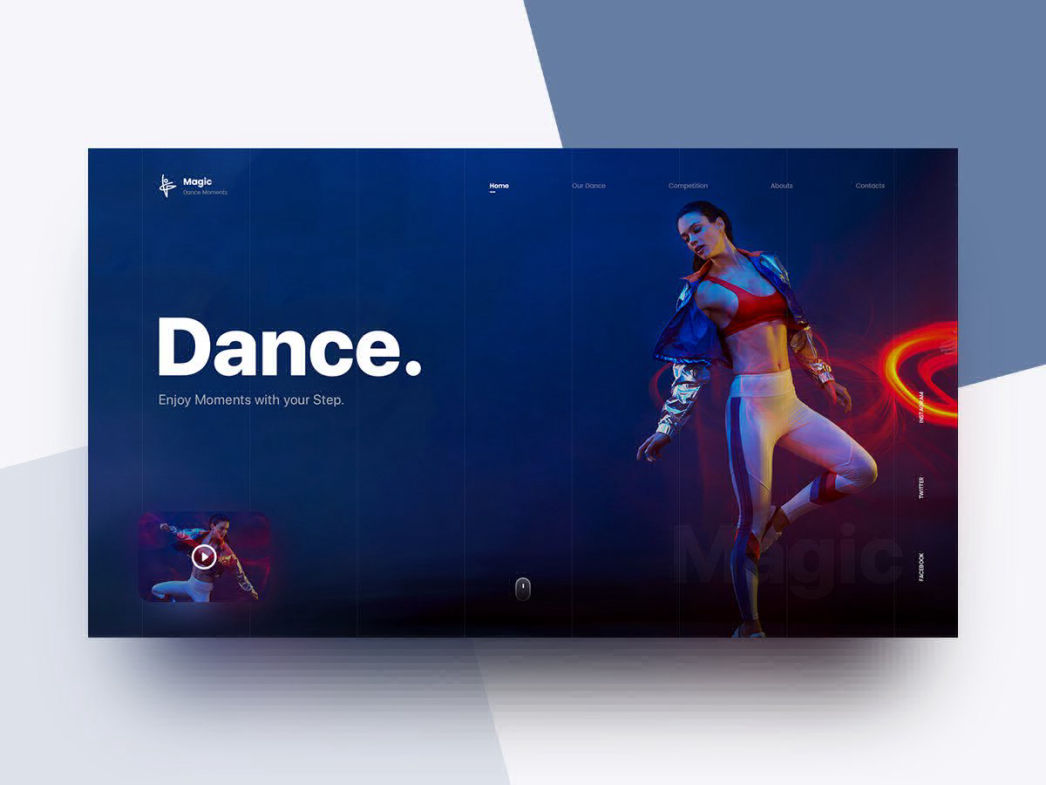 Magic
Dance Moments
Home
Our Dance
Competition
Abouts
Contacts
Dance.
Enjoy Moments with your Step.
INSTAGRAM
TWITTER
FACEBOOK
Magic